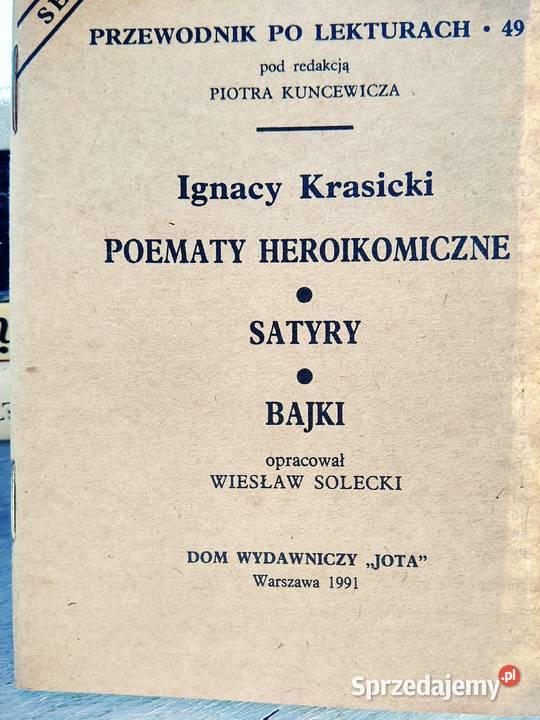 PRZEWODNIK PO LEKTURACH • 49
pod redakcją
PIOTRA KUNCEWICZA
Ignacy Krasicki
POEMATY HEROIKOMICZNE
•
SATYRY
•
BAJKI
opracował
WIESŁAW SOLECKI
DOM WYDAWNICZY „JOTA”
Warszawa 1991
Sprzedajemy.pl